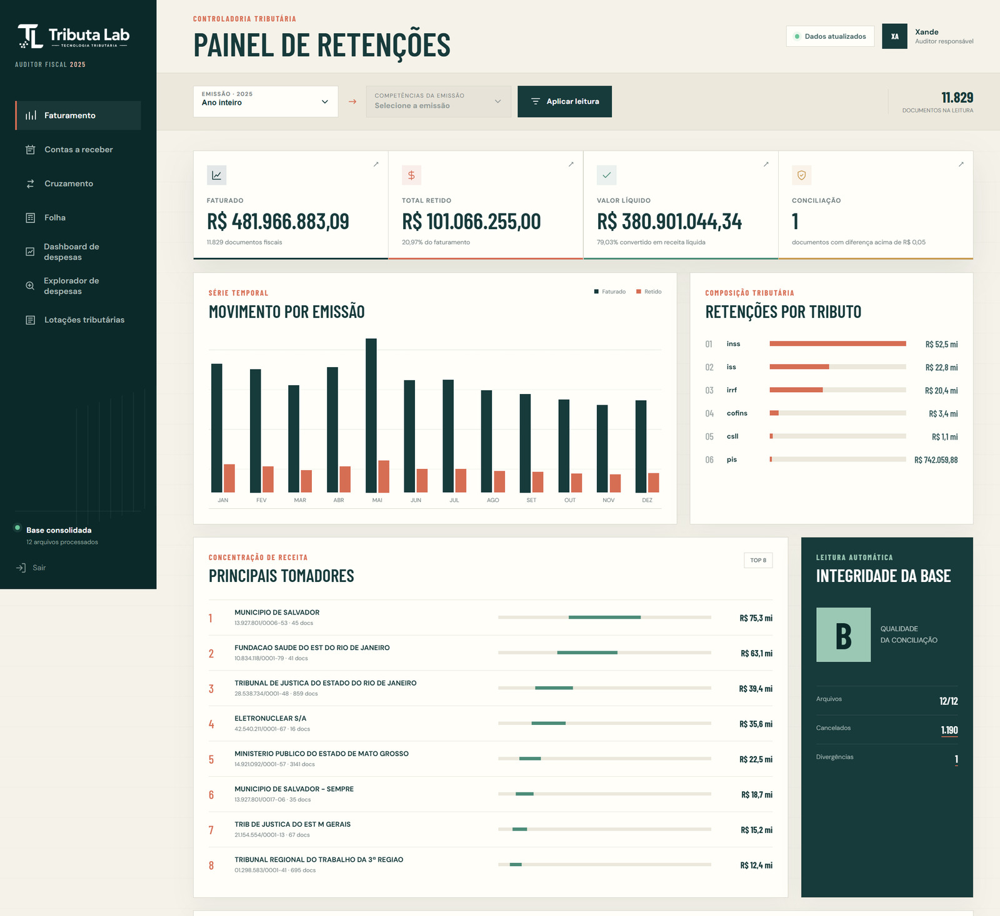 Tributa Lab
TECNOLOGIA TRIBUTÁRIA
AUDITOR FISCAL 2025
Faturamento
Contas a receber
Cruzamento
Folha
Dashboard de
despesas
Explorador de
despesas
Lotações tributárias
Base consolidada
12 arquivos processados
Sair
CONTROLADORIA TRIBUTÁRIA
PAINEL DE RETENÇÕES
Dados atualizados
XA
Xande
Auditor responsável
EMISSÃO · 2025
Ano inteiro
→
COMPETÊNCIAS DA EMISSÃO
Selecione a emissão
Aplicar leitura
11.829
DOCUMENTOS NA LEITURA
FATURADO
R$ 481.966.883,09
11.829 documentos fiscais
TOTAL RETIDO
R$ 101.066.255,00
20,97% do faturamento
VALOR LÍQUIDO
R$ 380.901.044,34
79,03% convertido em receita líquida
CONCILIAÇÃO
1
documentos com diferença acima de R$ 0,05
SÉRIE TEMPORAL
MOVIMENTO POR EMISSÃO
Faturado
Retido
JAN FEV MAR ABR MAI JUN JUL AGO SET OUT NOV DEZ
COMPOSIÇÃO TRIBUTÁRIA
RETENÇÕES POR TRIBUTO
01 inss R$ 52,5 mi
02 iss R$ 22,8 mi
03 irrf R$ 20,4 mi
04 cofins R$ 3,4 mi
05 csll R$ 1,1 mi
06 pis R$ 742.059,88
CONCENTRAÇÃO DE RECEITA
PRINCIPAIS TOMADORES
TOP 8
1 MUNICIPIO DE SALVADOR R$ 75,3 mi
13.927.801/0006-53 · 45 docs
2 FUNDACAO SAUDE DO EST DO RIO DE JANEIRO R$ 63,1 mi
10.834.118/0001-79 · 41 docs
3 TRIBUNAL DE JUSTICA DO ESTADO DO RIO DE JANEIRO R$ 39,4 mi
28.538.734/0001-48 · 859 docs
4 ELETRONUCLEAR S/A R$ 35,6 mi
42.540.211/0001-67 · 16 docs
5 MINISTERIO PUBLICO DO ESTADO DE MATO GROSSO R$ 22,5 mi
14.921.092/0001-57 · 3141 docs
6 MUNICIPIO DE SALVADOR - SEMPRE R$ 18,7 mi
13.927.801/0017-06 · 35 docs
7 TRIB DE JUSTICA DO EST M GERAIS R$ 15,2 mi
21.154.554/0001-13 · 67 docs
8 TRIBUNAL REGIONAL DO TRABALHO DA 3ª REGIAO R$ 12,4 mi
01.298.583/0001-41 · 695 docs
LEITURA AUTOMÁTICA
INTEGRIDADE DA BASE
B
QUALIDADE
DA CONCILIAÇÃO
Arquivos 12/12
Cancelados 1.190
Divergências 1